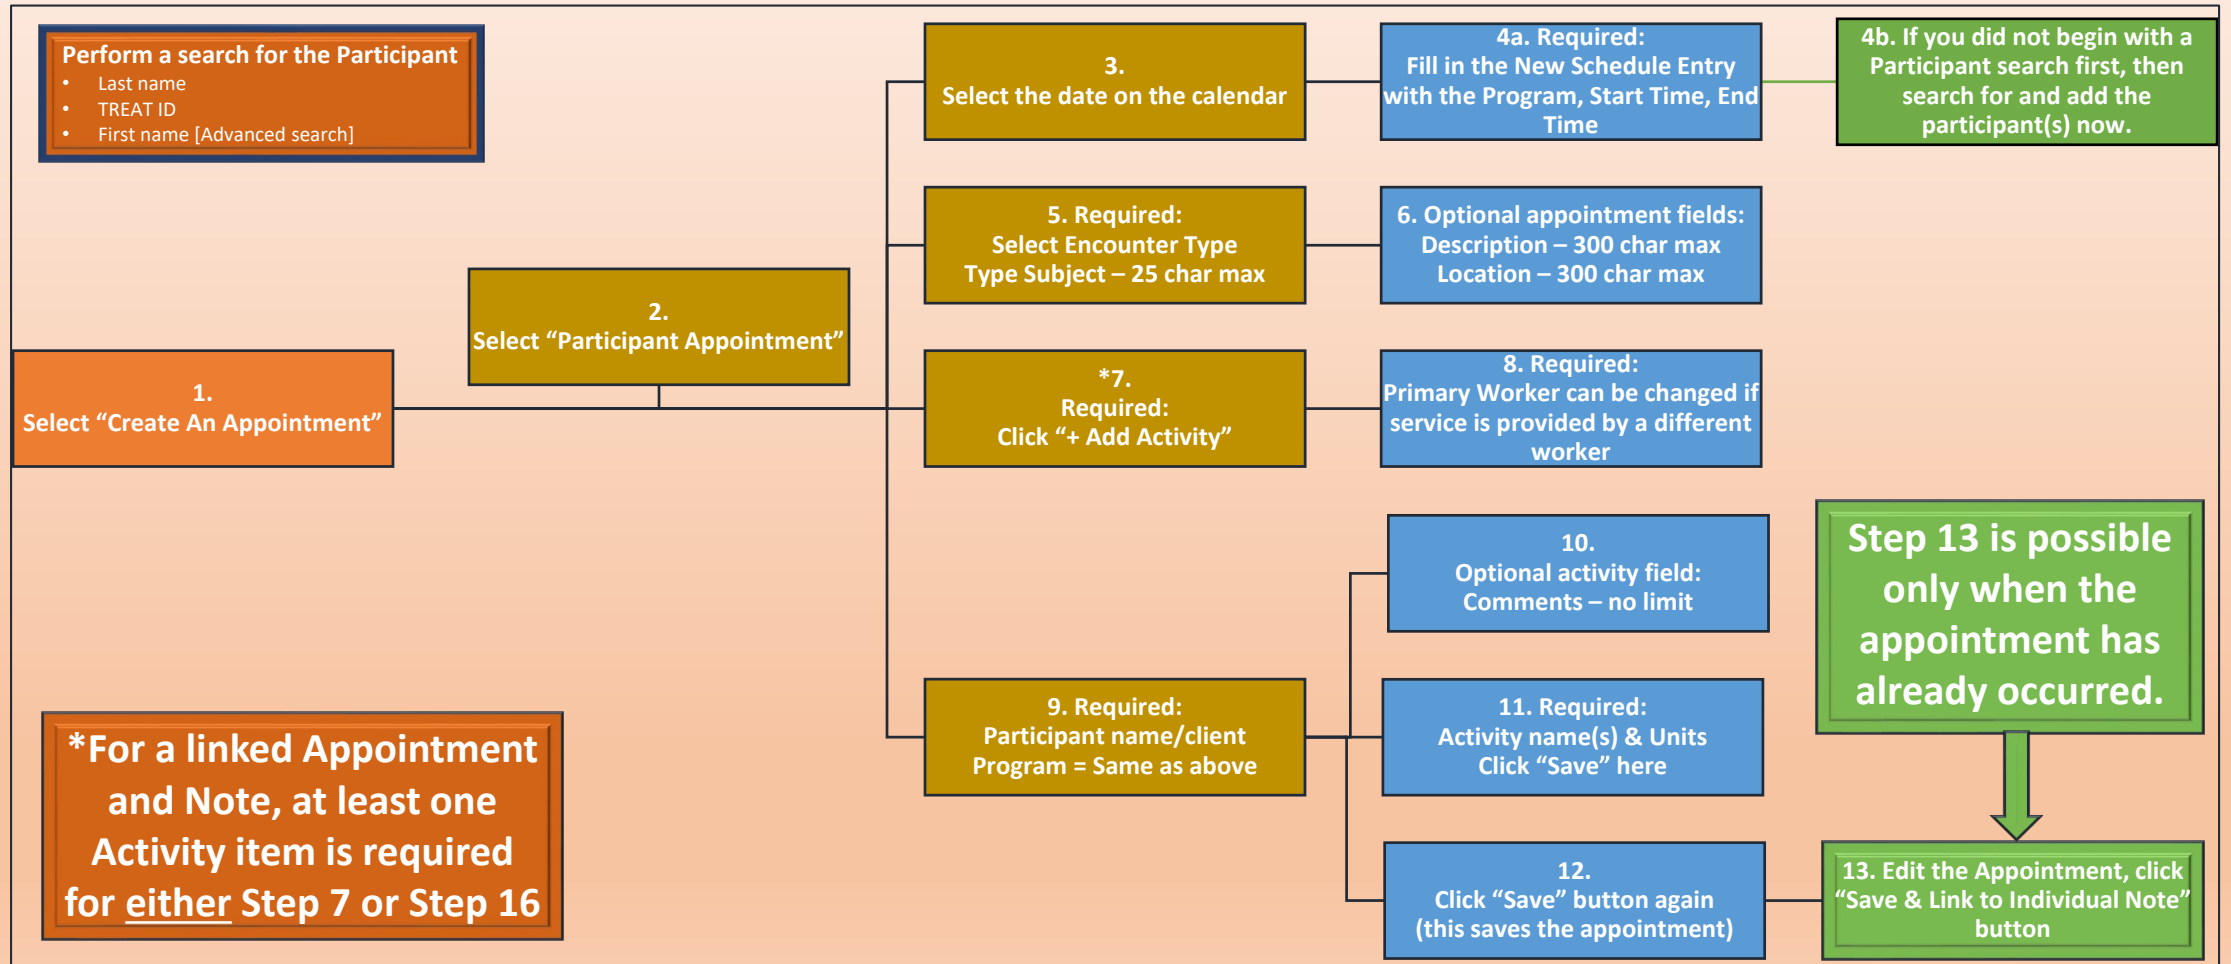 Perform a search for the Participant
• Last name
• TREAT ID
• First name [Advanced search]
1.
Select “Create An Appointment”
2.
Select “Participant Appointment”
3.
Select the date on the calendar
4a. Required:
Fill in the New Schedule Entry
with the Program, Start Time, End
Time
4b. If you did not begin with a
Participant search first, then
search for and add the
participant(s) now.
5. Required:
Select Encounter Type
Type Subject – 25 char max
6. Optional appointment fields:
Description – 300 char max
Location – 300 char max
*7.
Required:
Click “+ Add Activity”
8. Required:
Primary Worker can be changed if
service is provided by a different
worker
9. Required:
Participant name/client
Program = Same as above
10.
Optional activity field:
Comments – no limit
11. Required:
Activity name(s) & Units
Click “Save” here
12.
Click “Save” button again
(this saves the appointment)
Step 13 is possible
only when the
appointment has
already occurred.
13. Edit the Appointment, click
“Save & Link to Individual Note”
button
*For a linked Appointment
and Note, at least one
Activity item is required
for either Step 7 or Step 16